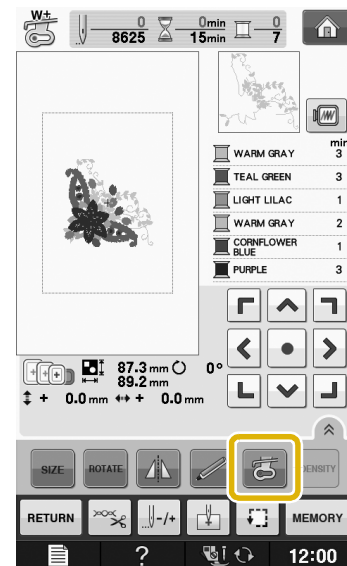 W+
0 0min 0
8625 15min 7
min
WARM GRAY 3
TEAL GREEN 3
LIGHT LILAC 1
WARM GRAY 2
CORNFLOWER
BLUE 1
PURPLE 3
87.3 mm 0°
89.2 mm
+ 0.0 mm + 0.0 mm
SIZE ROTATE DENSITY
RETURN -/+ MEMORY
? 12:00